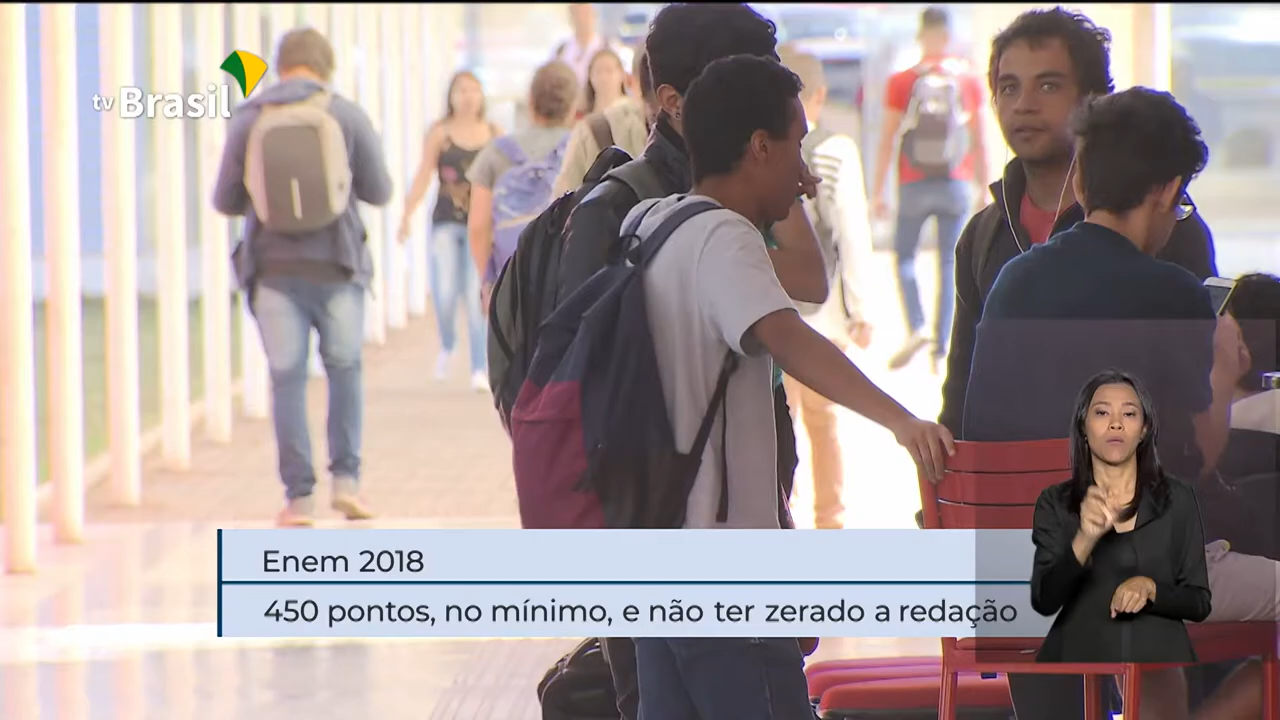 tv Brasil
Enem 2018
450 pontos, no mínimo, e não ter zerado a redação